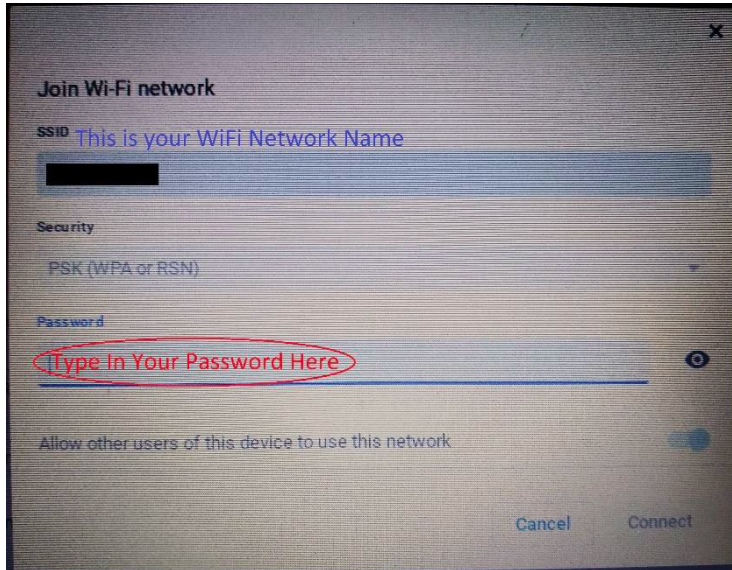 Join Wi-Fi network
SSID This is your WiFi Network Name
Security
PSK (WPA or RSN)
Password
Type In Your Password Here
Allow other users of this device to use this network
Cancel Connect